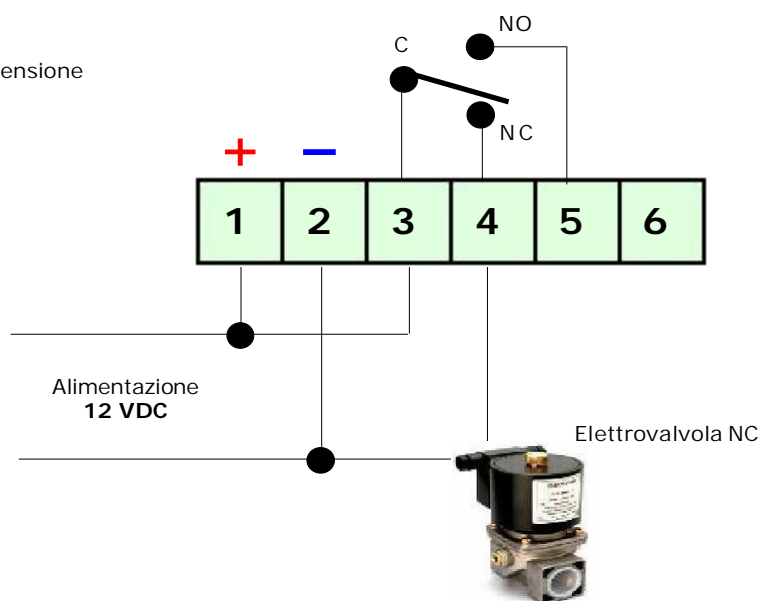 NO
C
ensione
NC
+ −
1 2 3 4 5 6
Alimentazione
12 VDC
Elettrovalvola NC